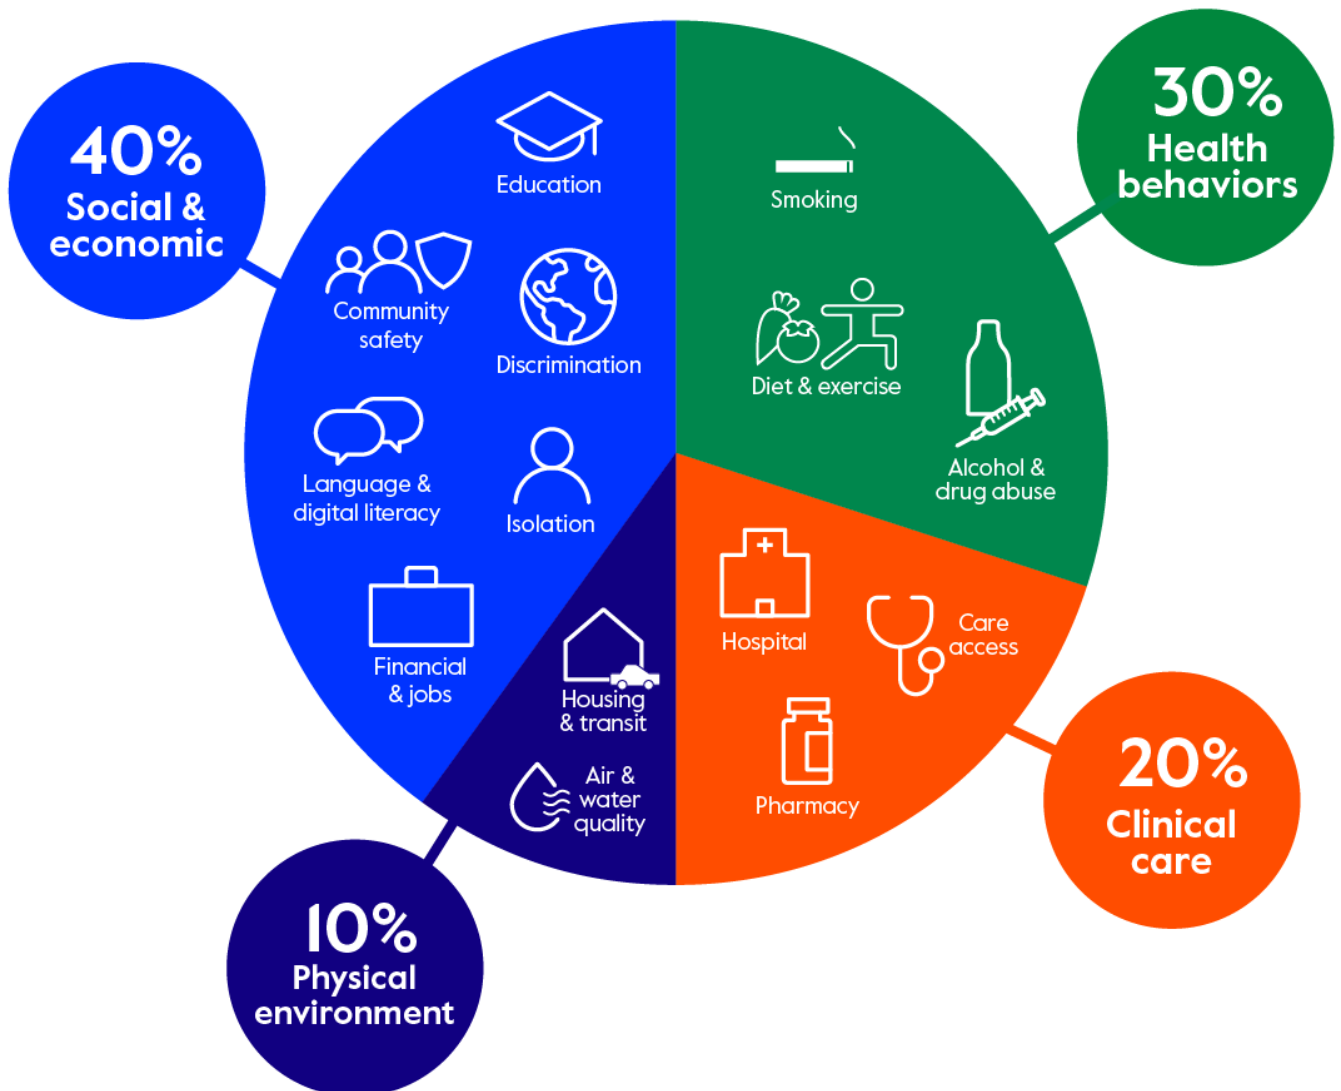 40%
Social &
economic
Education
Community
safety
Discrimination
Language &
digital literacy
Isolation
Financial
& jobs
30%
Health
behaviors
Smoking
Diet & exercise
Alcohol &
drug abuse
10%
Physical
environment
Housing
& transit
Air &
water
quality
20%
Clinical
care
Hospital
Care
access
Pharmacy